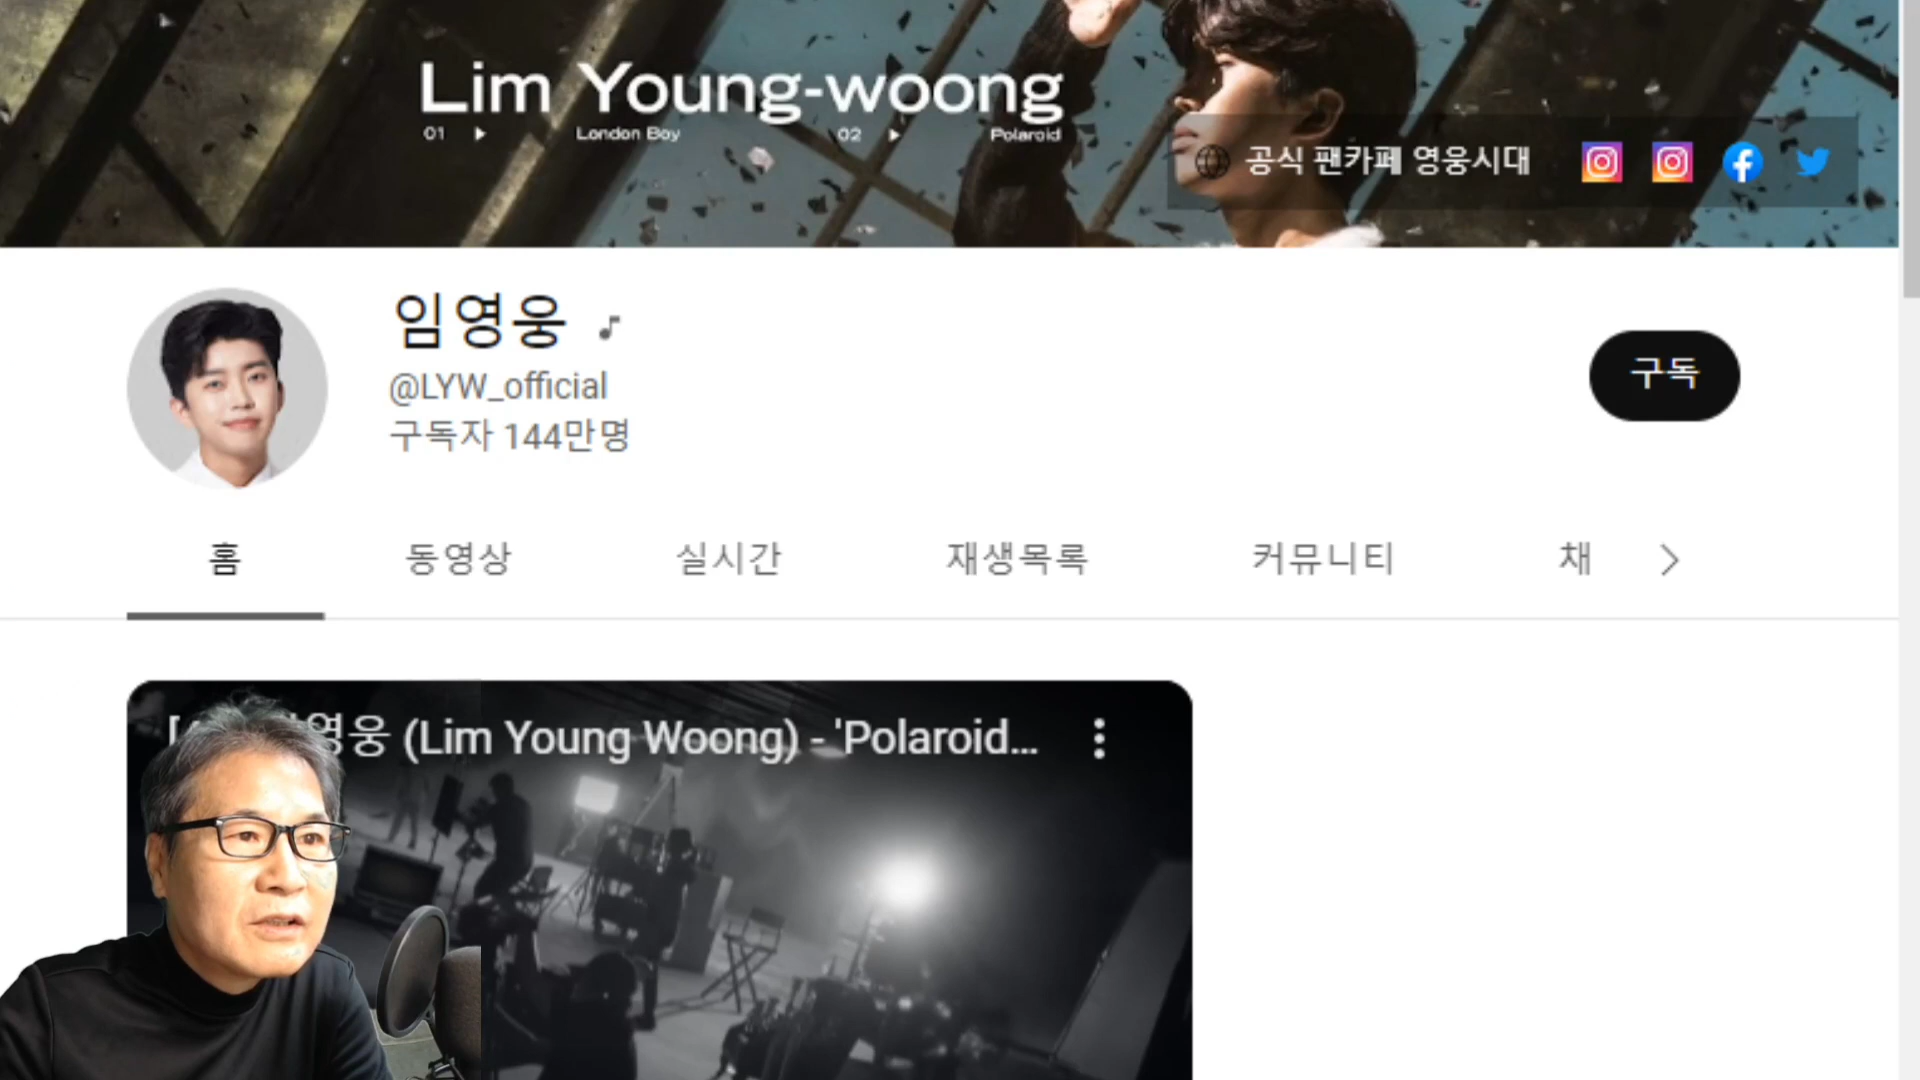 Lim Young-woong
01 ▶ London Boy 02 ▶ Polaroid
공식 팬카페 영웅시대
임영웅
@LYW_official
구독자 144만명
구독
홈 동영상 실시간 재생목록 커뮤니티 채
영웅 (Lim Young Woong) - 'Polaroid...